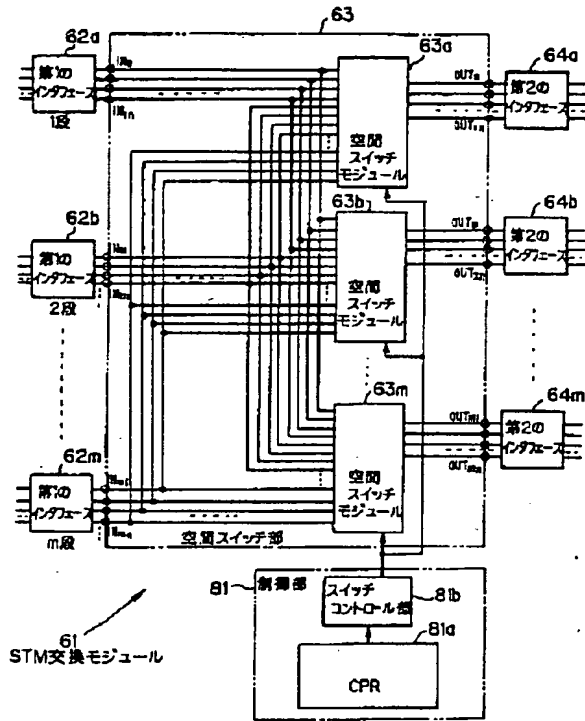 63
62a
63a
64a
第1の
インタフェース
1段
空間
スイッチ
モジュール
OUT1n
第2の
インタフェース
62b
63b
64b
第1の
インタフェース
2段
空間
スイッチ
モジュール
OUT2n
第2の
インタフェース
62m
63m
64m
第1の
インタフェース
m段
空間
スイッチ
モジュール
第2の
インタフェース
空間スイッチ部
81
制御部
スイッチ
コントロール部
81b
81a
CPR
61
STM交換モジュール